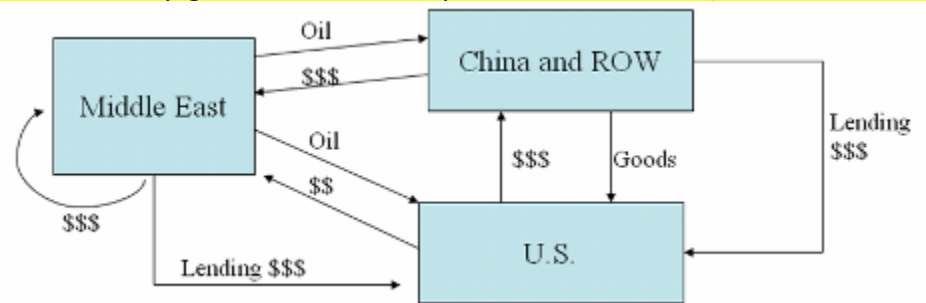 Oil
China and ROW
$$$
Middle East
Lending
$$$
Oil
$$$
Goods
$$
$$$
U.S.
Lending $$$